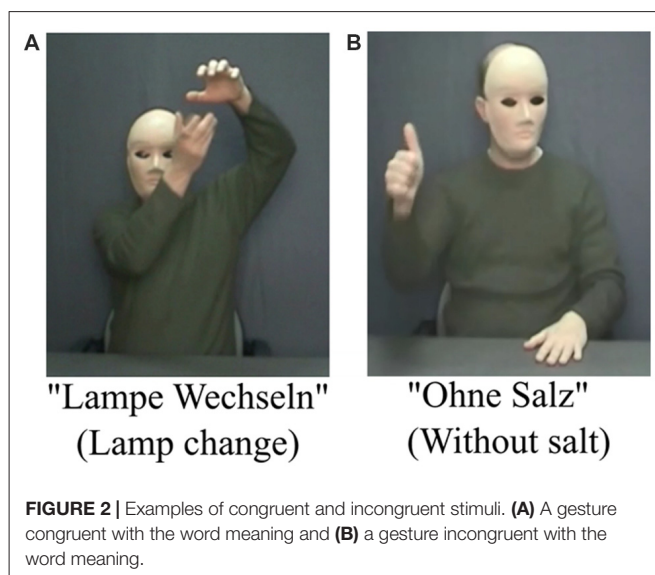 A
B
"Lampe Wechseln"
(Lamp change)
"Ohne Salz"
(Without salt)
FIGURE 2 | Examples of congruent and incongruent stimuli. (A) A gesture
congruent with the word meaning and (B) a gesture incongruent with the
word meaning.